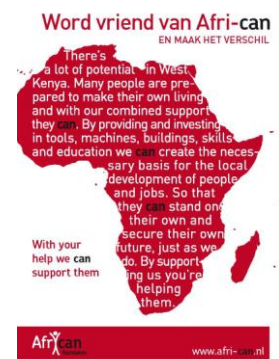 Word vriend van Afri-can
EN MAAK HET VERSCHIL
There's
a lot of potential in West
Kenya. Many people are pre-
pared to make their own living
and with our combined support
they can. By providing and investing
in tools, machines, buildings, skills
and education we can create the neces-
sary basis for the local
development of people
and jobs. So that
they can stand on
their own and
secure their own
future, just as we
do. By support-
ing us you're
helping
them.
With your
help we can
support them
Afrycan
www.afri-can.nl